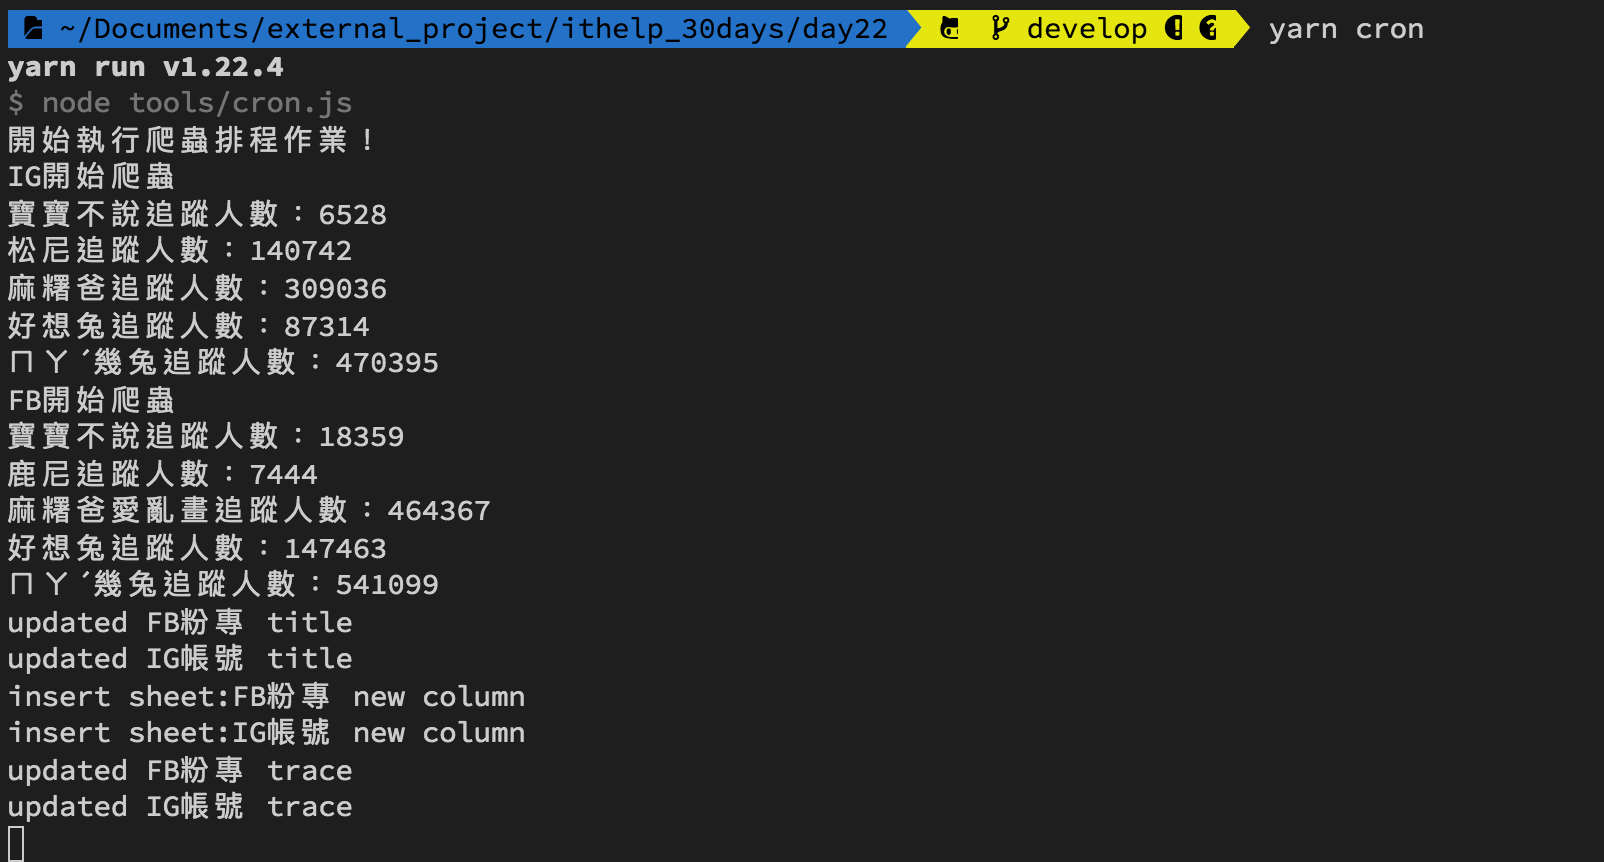 ~/Documents/external_project/ithelp_30days/day22 develop yarn cron
yarn run v1.22.4
$ node tools/cron.js
開始執行爬蟲排程作業！
IG開始爬蟲
寶寶不說追蹤人數：6528
松尼追蹤人數：140742
麻糬爸追蹤人數：309036
好想兔追蹤人數：87314
ㄇㄚˊ幾兔追蹤人數：470395
FB開始爬蟲
寶寶不說追蹤人數：18359
鹿尼追蹤人數：7444
麻糬爸愛亂畫追蹤人數：464367
好想兔追蹤人數：147463
ㄇㄚˊ幾兔追蹤人數：541099
updated FB粉專 title
updated IG帳號 title
insert sheet:FB粉專 new column
insert sheet:IG帳號 new column
updated FB粉專 trace
updated IG帳號 trace